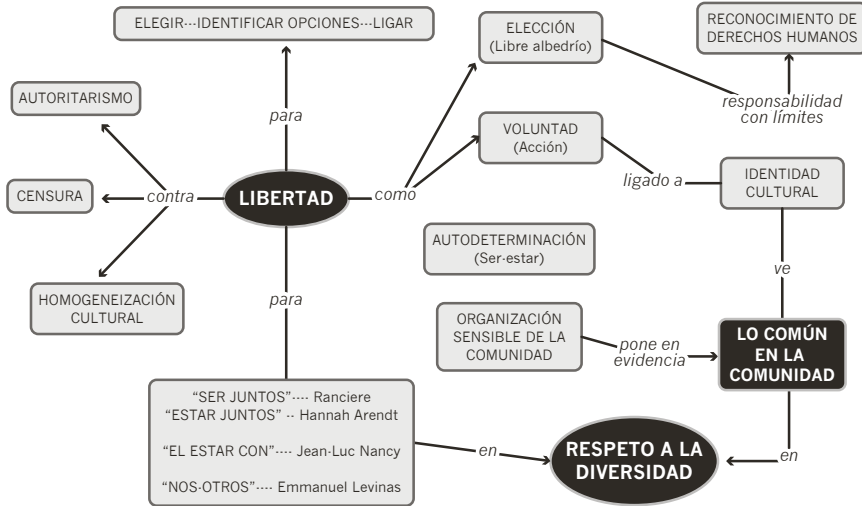 ELEGIR---IDENTIFICAR OPCIONES---LIGAR
ELECCIÓN
(Libre albedrío)
RECONOCIMIENTO DE
DERECHOS HUMANOS
AUTORITARISMO
para
responsabilidad
con límites
VOLUNTAD
(Acción)
CENSURA
contra
LIBERTAD
como
ligado a
IDENTIDAD
CULTURAL
AUTODETERMINACIÓN
(Ser-estar)
ve
HOMOGENEIZACIÓN
CULTURAL
para
ORGANIZACIÓN
SENSIBLE DE LA
COMUNIDAD
pone en
evidencia
LO COMÚN
EN LA
COMUNIDAD
“SER JUNTOS”---- Ranciere
“ESTAR JUNTOS” -- Hannah Arendt
“EL ESTAR CON”---- Jean-Luc Nancy
“NOS-OTROS”---- Emmanuel Levinas
en
RESPETO A LA
DIVERSIDAD
en